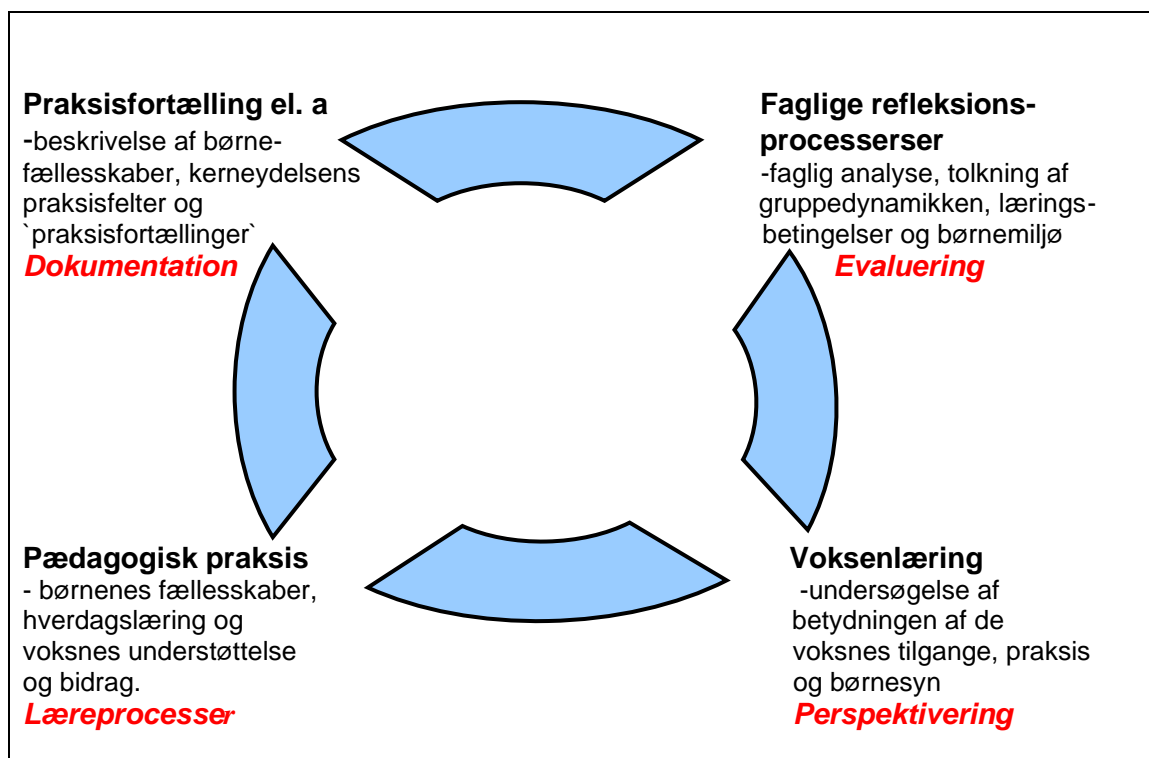 Praksisfortælling el. a
-beskrivelse af børne-
fællesskaber, kerneydelsens
praksisfelter og
`praksisfortællinger`
Dokumentation
Faglige refleksions-
processerser
-faglig analyse, tolkning af
gruppedynamikken, lærings-
betingelser og børnemiljø
Evaluering
Pædagogisk praksis
- børnenes fællesskaber,
hverdagslæring og
voksnes understøttelse
og bidrag.
Læreprocesser
Voksenlæring
-undersøgelse af
betydningen af de
voksnes tilgange, praksis
og børnesyn
Perspektivering